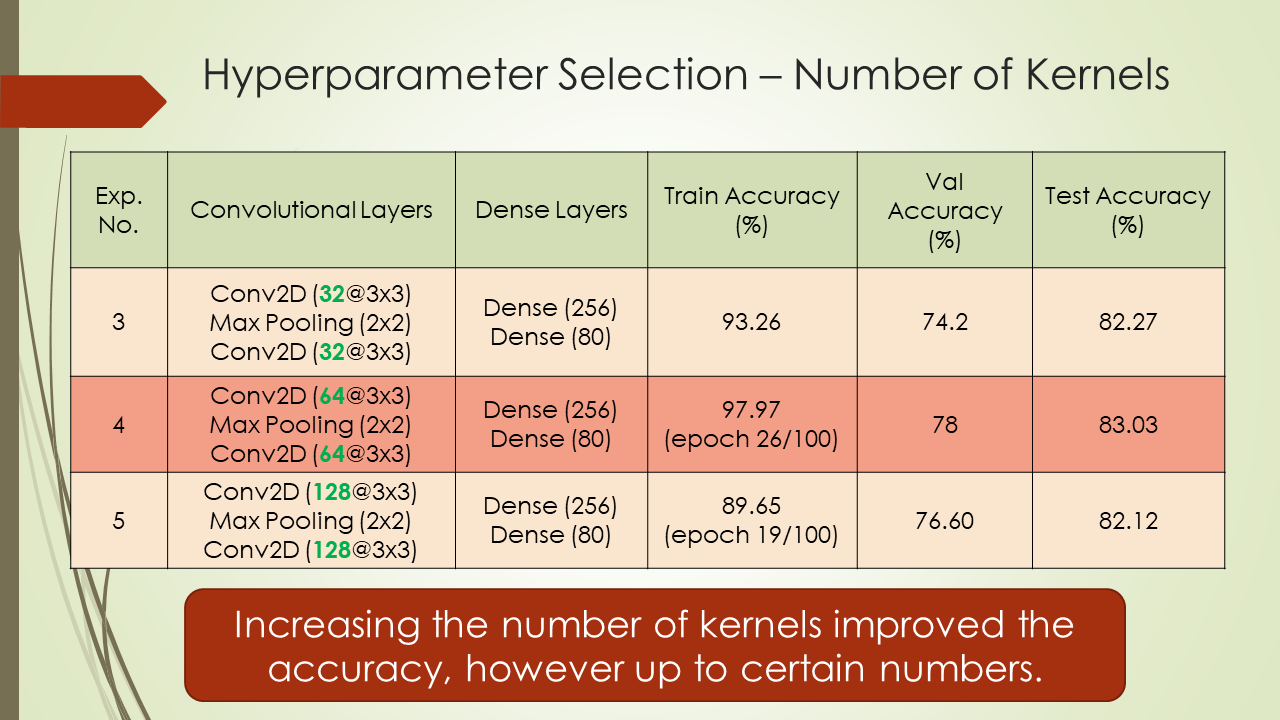 Hyperparameter Selection – Number of Kernels
Exp.
No.
Convolutional Layers
Dense Layers
Train Accuracy
(%)
Val
Accuracy
(%)
Test Accuracy
(%)
3
Conv2D (32@3x3)
Max Pooling (2x2)
Conv2D (32@3x3)
Dense (256)
Dense (80)
93.26
74.2
82.27
4
Conv2D (64@3x3)
Max Pooling (2x2)
Conv2D (64@3x3)
Dense (256)
Dense (80)
97.97
(epoch 26/100)
78
83.03
5
Conv2D (128@3x3)
Max Pooling (2x2)
Conv2D (128@3x3)
Dense (256)
Dense (80)
89.65
(epoch 19/100)
76.60
82.12
Increasing the number of kernels improved the
accuracy, however up to certain numbers.